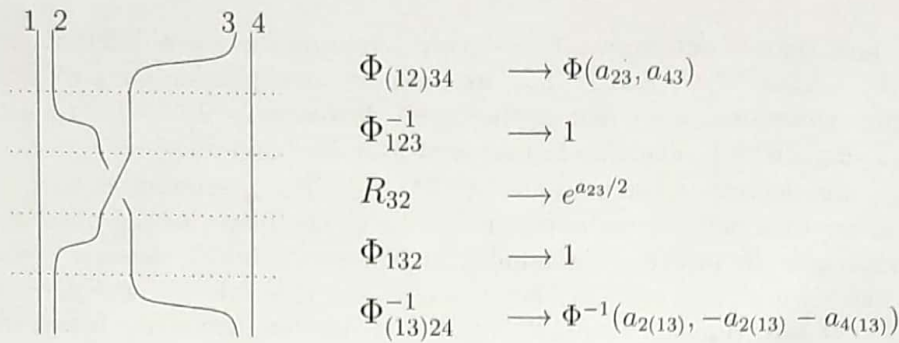 1 2 3 4
Φ_{(12)34} ⟶ Φ(a_{23}, a_{43})
Φ^{-1}_{123} ⟶ 1
R_{32} ⟶ e^{a_{23}/2}
Φ_{132} ⟶ 1
Φ^{-1}_{(13)24} ⟶ Φ^{-1}(a_{2(13)}, -a_{2(13)} - a_{4(13)})